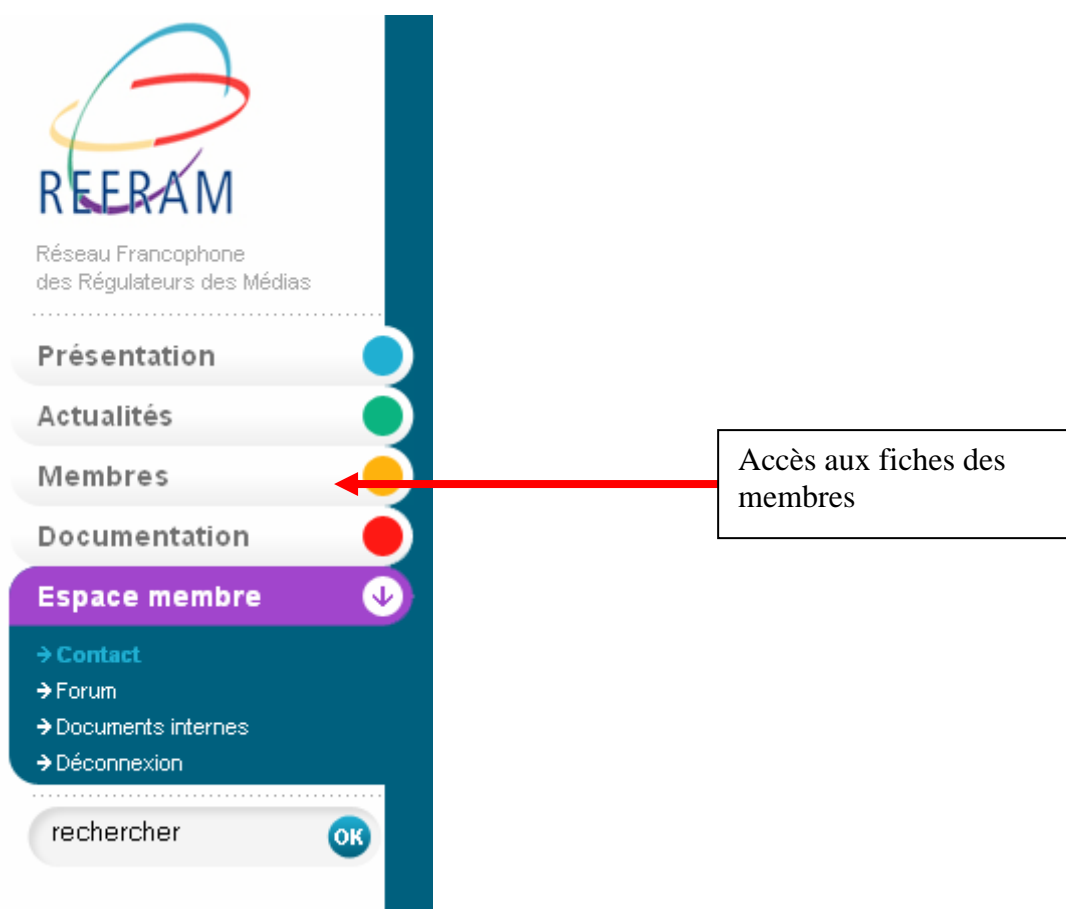 REFRAM
Réseau Francophone
des Régulateurs des Médias
Présentation
Actualités
Membres
Documentation
Espace membre
Contact
Forum
Documents internes
Déconnexion
rechercher
OK
Accès aux fiches des
membres